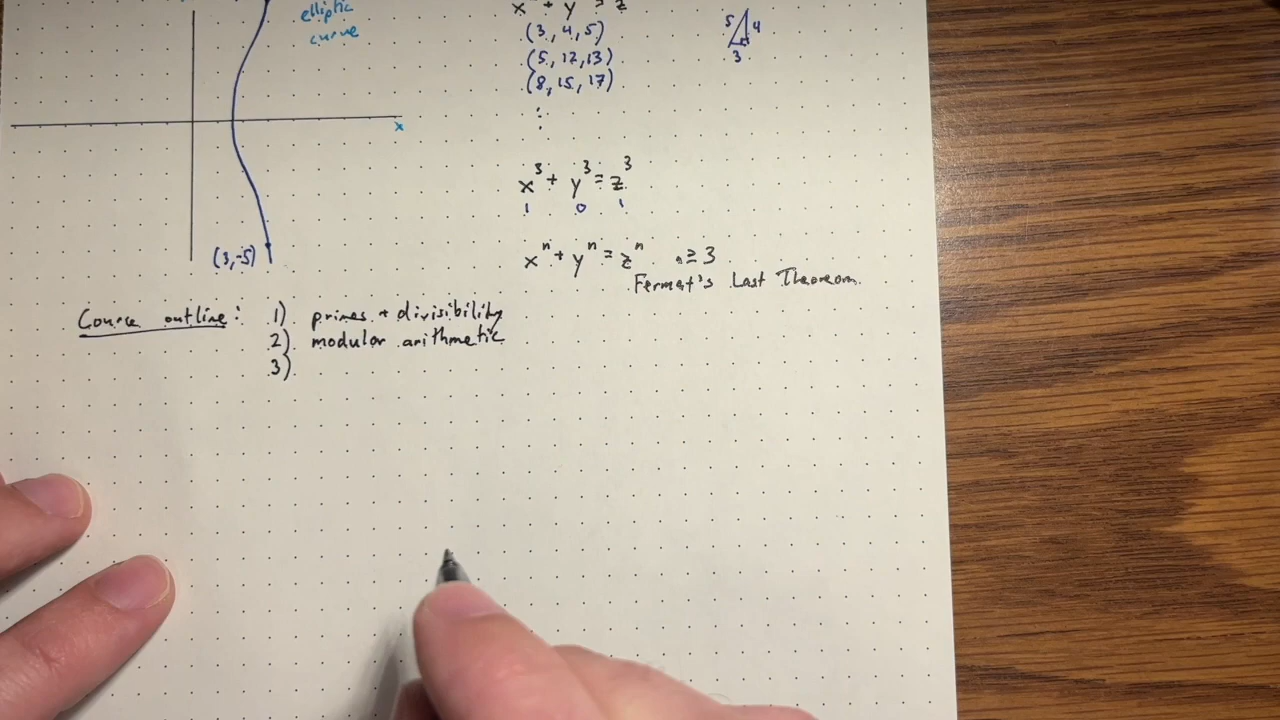 elliptic
curve
x
(3,-5)
x + y = z
(3, 4, 5)
(5, 12, 13)
(8, 15, 17)
⋮
5 4
3
x³ + y³ = z³
1 0 1
xⁿ + yⁿ = zⁿ n ≥ 3
Fermat's Last Theorem
Course outline: 1) primes + divisibility
2) modular arithmetic
3)